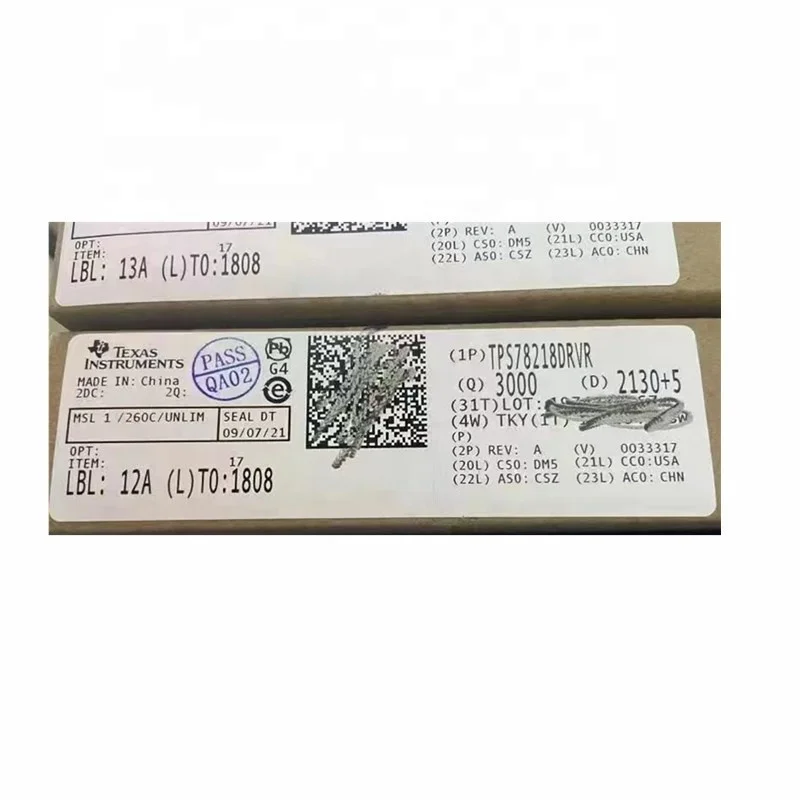 09/07/21
(2P) REV: A (V) 0033317
(20L) CSO: DM5 (21L) CCO:USA
(22L) ASO: CSZ (23L) ACO: CHN
OPT:
ITEM: 17
LBL: 13A (L)TO:1808
TEXAS
INSTRUMENTS
MADE IN: China
2DC: 2Q:
PASS
QA02
Pb
G4
e
MSL 1 /260C/UNLIM
SEAL DT
09/07/21
OPT:
ITEM: 17
LBL: 12A (L)TO:1808
(1P) TPS78218DRVR
(Q) 3000 (D) 2130+5
(31T) LOT:
(4W) TKY(1T)
(P)
(2P) REV: A (V) 0033317
(20L) CSO: DM5 (21L) CCO:USA
(22L) ASO: CSZ (23L) ACO: CHN